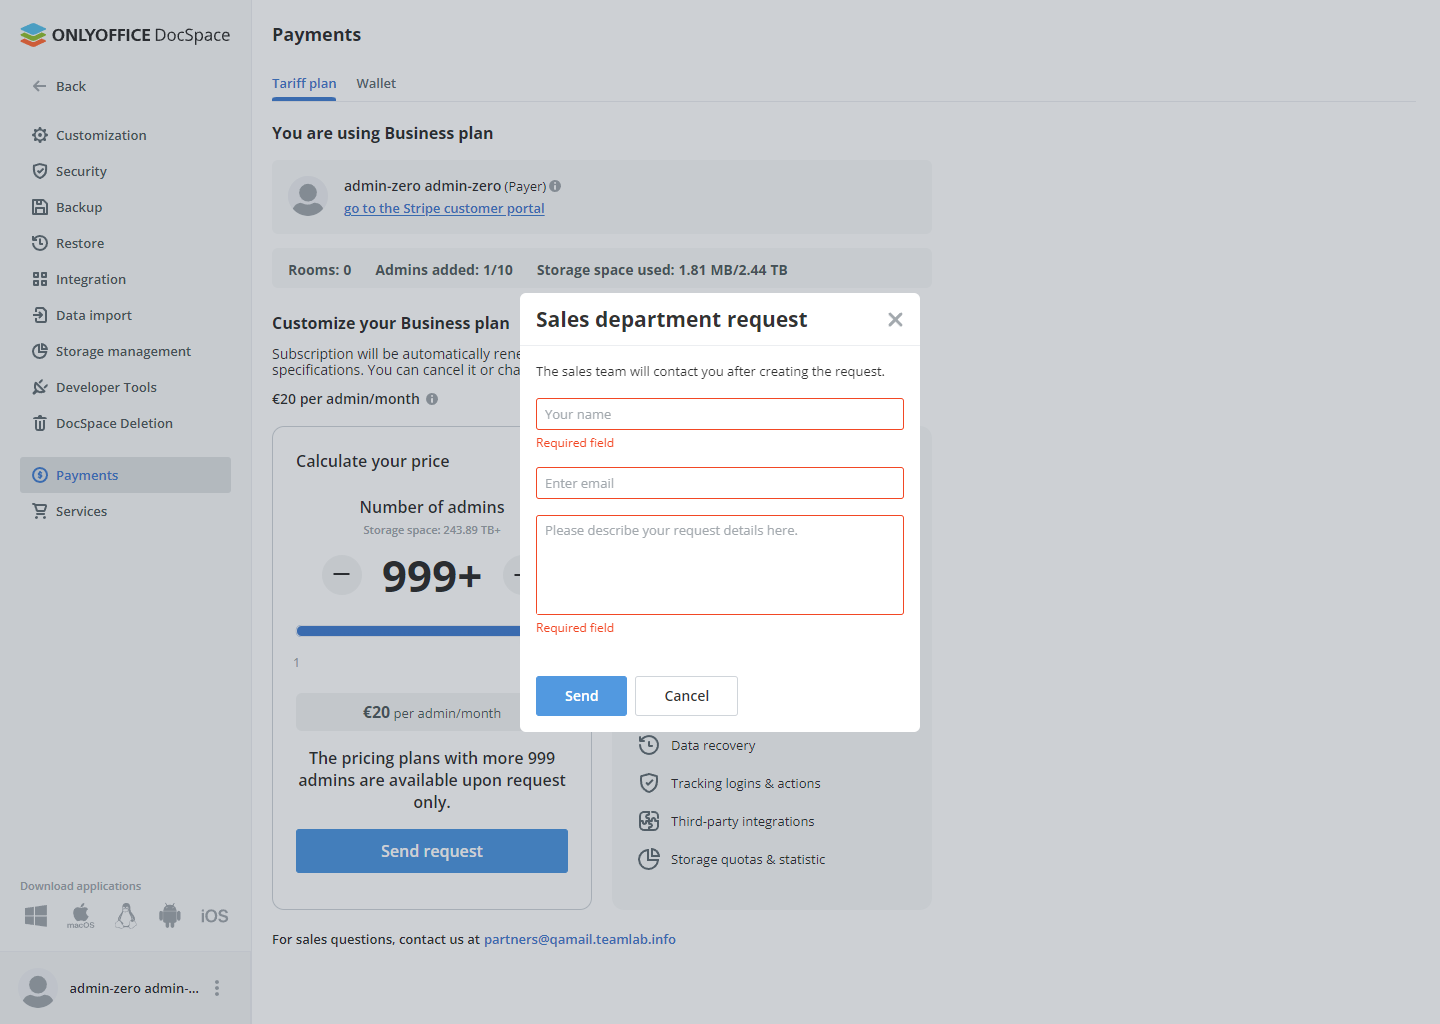 ONLYOFFICE DocSpace
Back
Customization
Security
Backup
Restore
Integration
Data import
Storage management
Developer Tools
DocSpace Deletion
Payments
Services
Download applications
macOS
iOS
admin-zero admin-...
Payments
Tariff plan
Wallet
You are using Business plan
admin-zero admin-zero (Payer)
go to the Stripe customer portal
Rooms: 0
Admins added: 1/10
Storage space used: 1.81 MB/2.44 TB
Customize your Business plan
Subscription will be automatically rene
specifications. You can cancel it or cha
€20 per admin/month
Calculate your price
Number of admins
Storage space: 243.89 TB+
999+
1
€20 per admin/month
The pricing plans with more 999
admins are available upon request
only.
Send request
Data recovery
Tracking logins & actions
Third-party integrations
Storage quotas & statistic
For sales questions, contact us at partners@qamail.teamlab.info
Sales department request
The sales team will contact you after creating the request.
Your name
Required field
Enter email
Please describe your request details here.
Required field
Send
Cancel